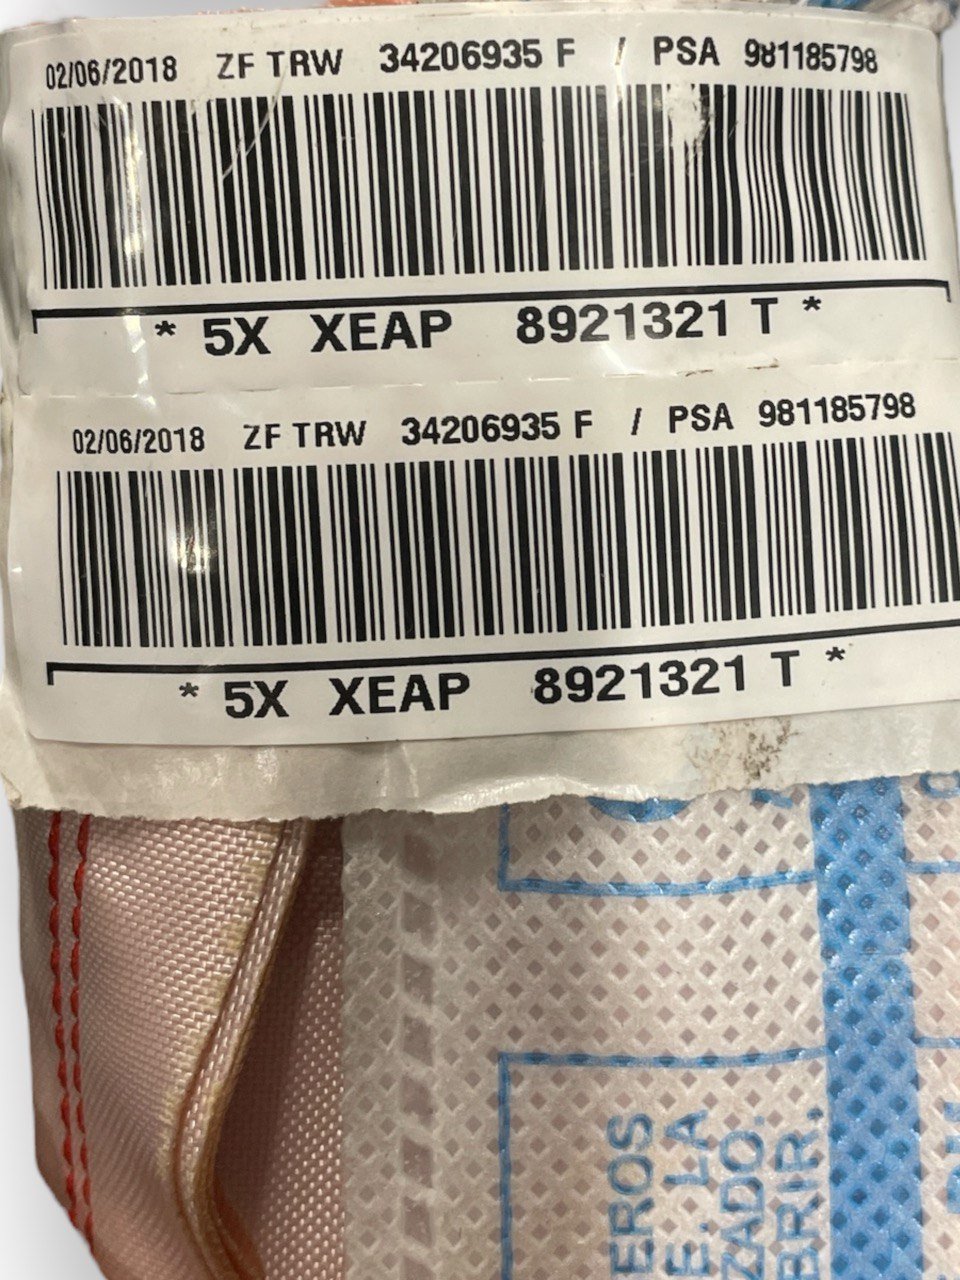 02/06/2018 ZF TRW 34206935 F / PSA 981185798
* 5X XEAP 8921321 T *
02/06/2018 ZF TRW 34206935 F / PSA 981185798
* 5X XEAP 8921321 T *
EROS
E. LA
ZADO.
BRIR.